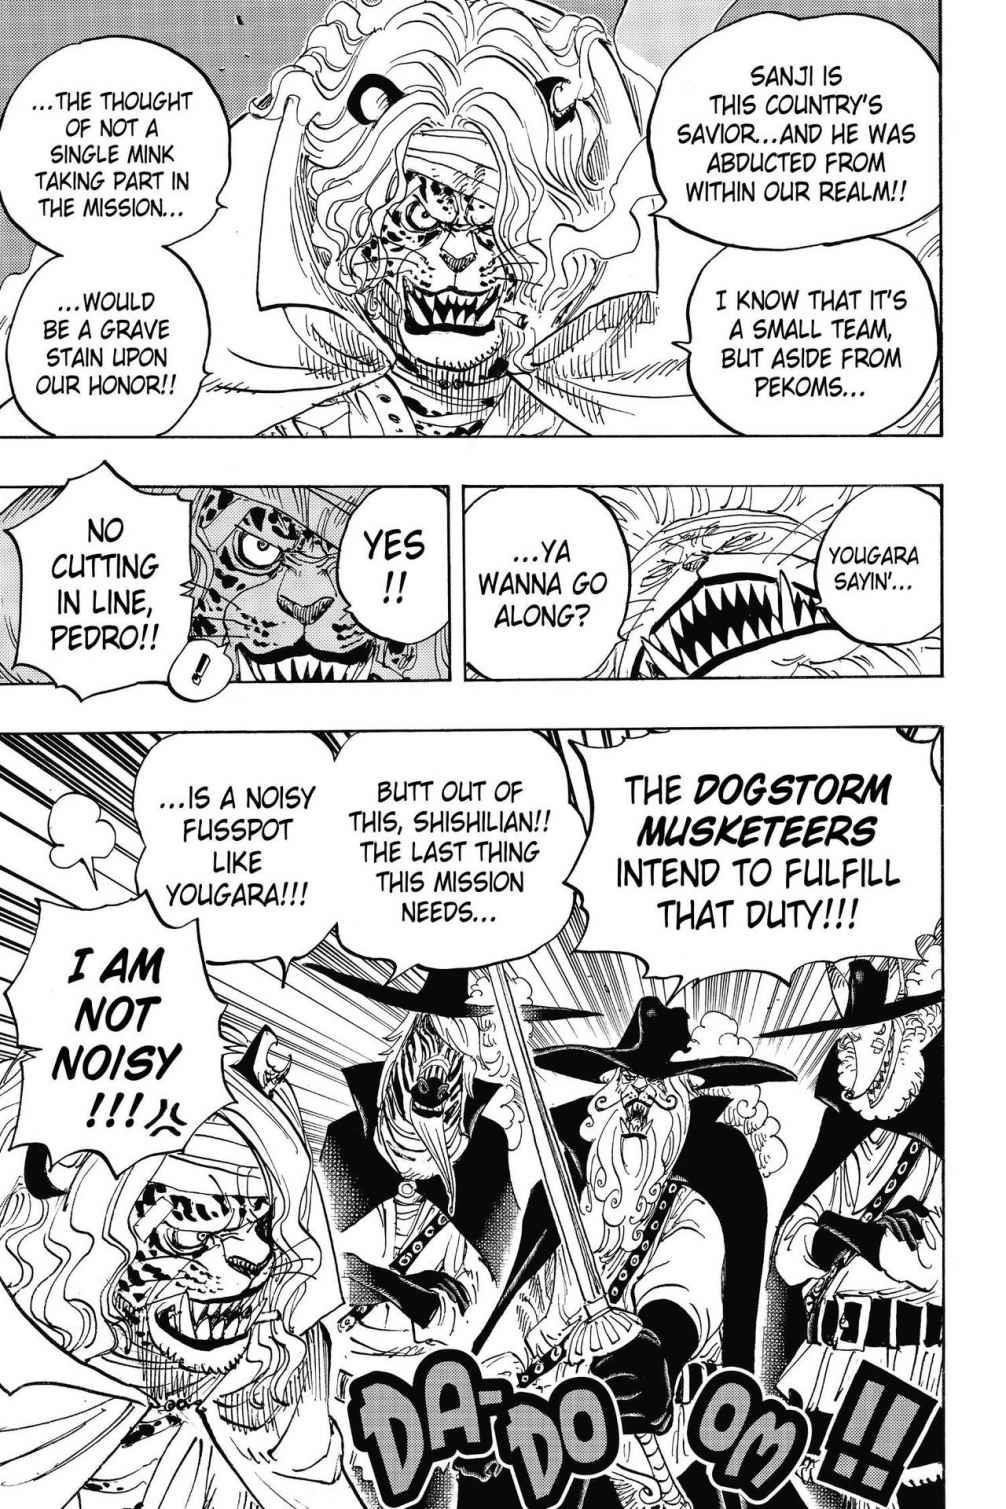 SANJI IS
THIS COUNTRY'S
SAVIOR...AND HE WAS
ABDUCTED FROM
WITHIN OUR REALM!!
I KNOW THAT IT'S
A SMALL TEAM,
BUT ASIDE FROM
PEKOMS...
...THE THOUGHT
OF NOT A
SINGLE MINK
TAKING PART IN
THE MISSION...
...WOULD
BE A GRAVE
STAIN UPON
OUR HONOR!!
YOUGARA
SAYIN'...
...YA
WANNA GO
ALONG?
YES
!!
NO
CUTTING
IN LINE,
PEDRO!!
!!
THE DOGSTORM
MUSKETEERS
INTEND TO FULFILL
THAT DUTY!!!
BUTT OUT OF
THIS, SHISHILIAN!!
THE LAST THING
THIS MISSION
NEEDS...
...IS A NOISY
FUSSPOT
LIKE
YOUGARA!!!
I AM
NOT
NOISY
!!!
DA-DO OM!!